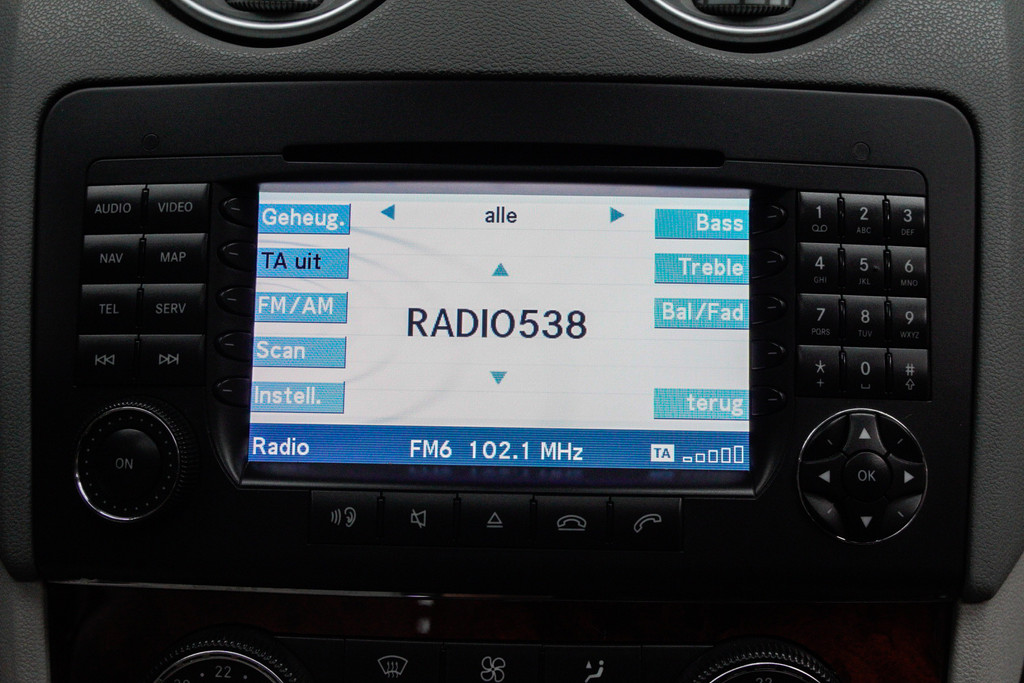 AUDIO VIDEO
NAV MAP
TEL SERV
ON
Geheug.
TA uit
FM/AM
Scan
Instell.
alle
RADIO538
Bass
Treble
Bal/Fad
terug
Radio FM6 102.1 MHz TA
1 2 ABC 3 DEF
4 GHI 5 JKL 6 MNO
7 PQRS 8 TUV 9 WXYZ
* + 0 #
OK
22